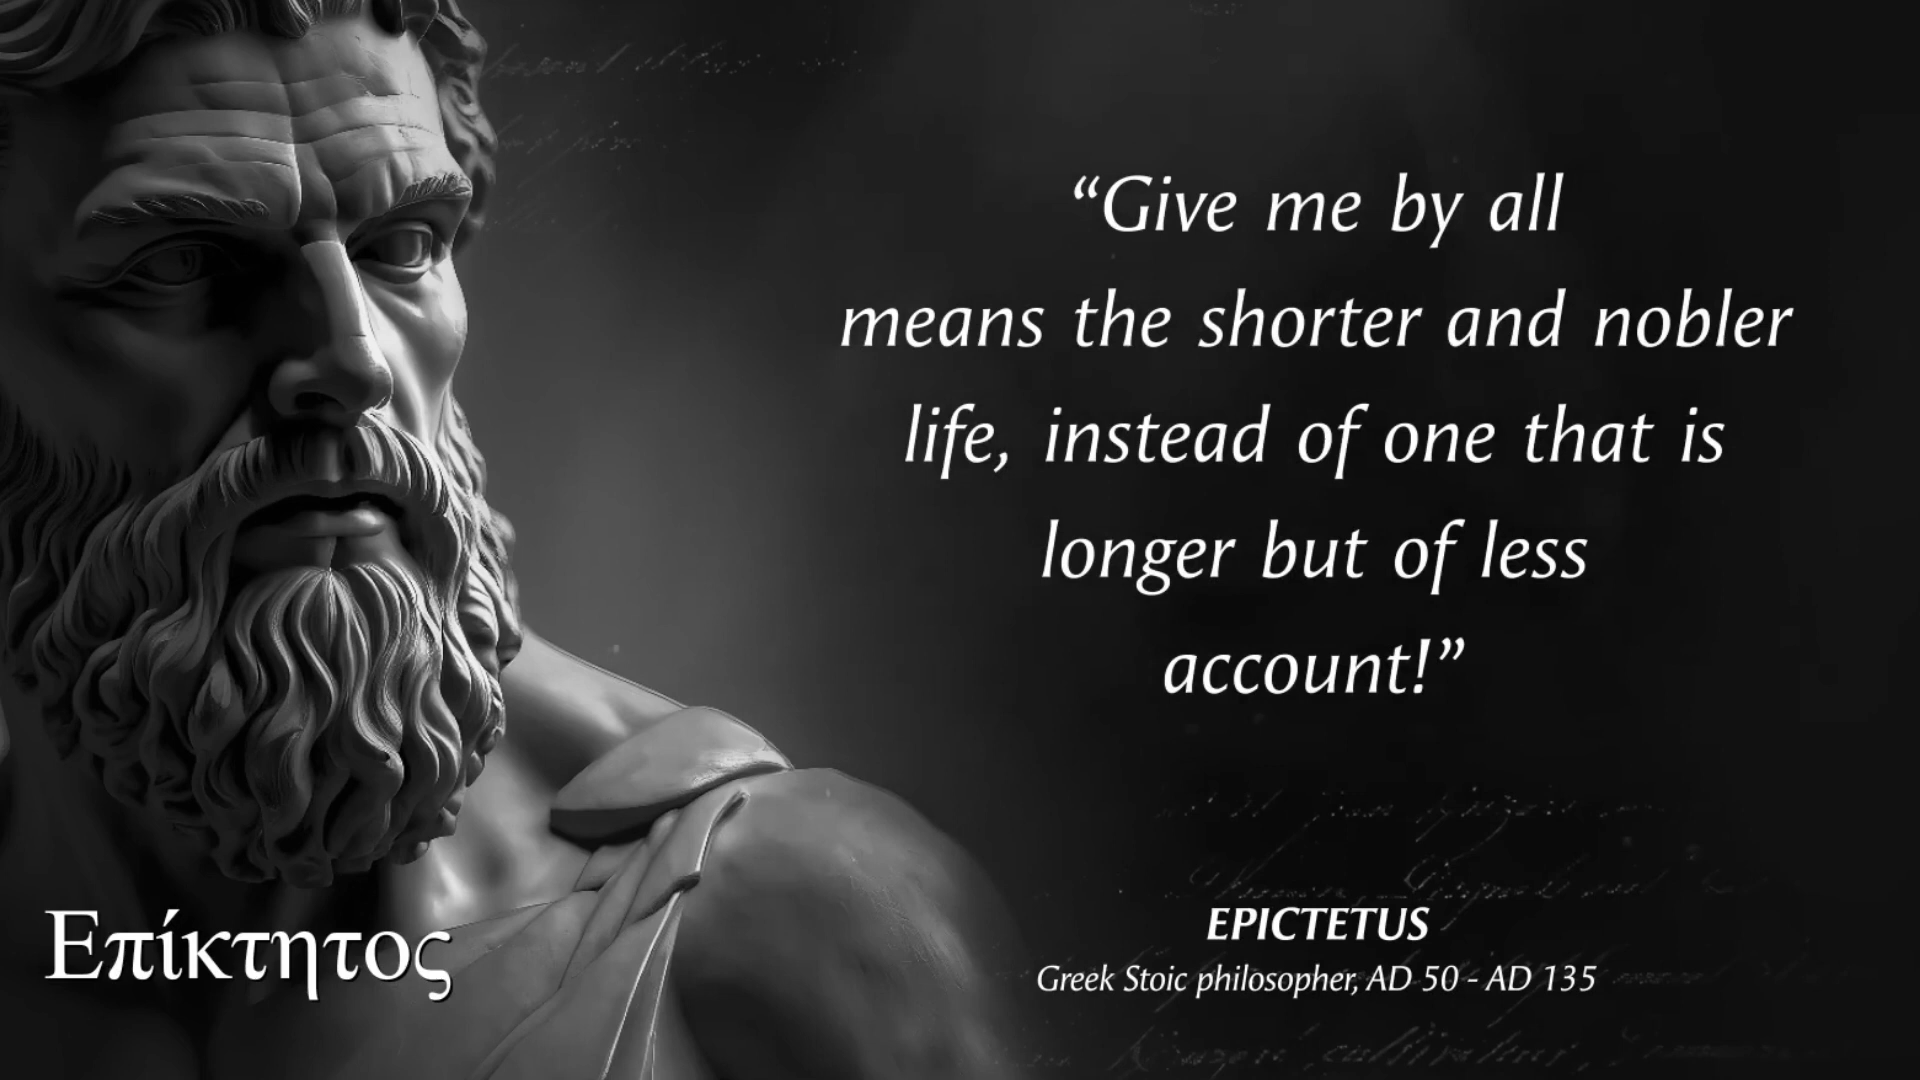 “Give me by all
means the shorter and nobler
life, instead of one that is
longer but of less
account!”
EPICTETUS
Greek Stoic philosopher, AD 50 - AD 135
Επίκτητος